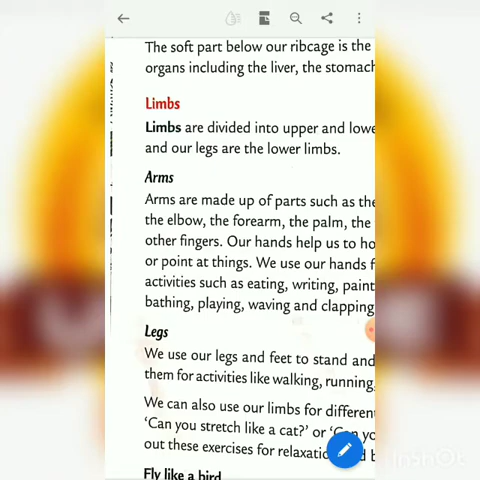 The soft part below our ribcage is the
organs including the liver, the stomach
Limbs
Limbs are divided into upper and lowe
and our legs are the lower limbs.
Arms
Arms are made up of parts such as the
the elbow, the forearm, the palm, the
other fingers. Our hands help us to ho
or point at things. We use our hands f
activities such as eating, writing, paint
bathing, playing, waving and clapping
Legs
We use our legs and feet to stand and
them for activities like walking, running,
We can also use our limbs for differen
'Can you stretch like a cat?' or 'Can yo
out these exercises for relaxatio
Fly like a bird
InShOt